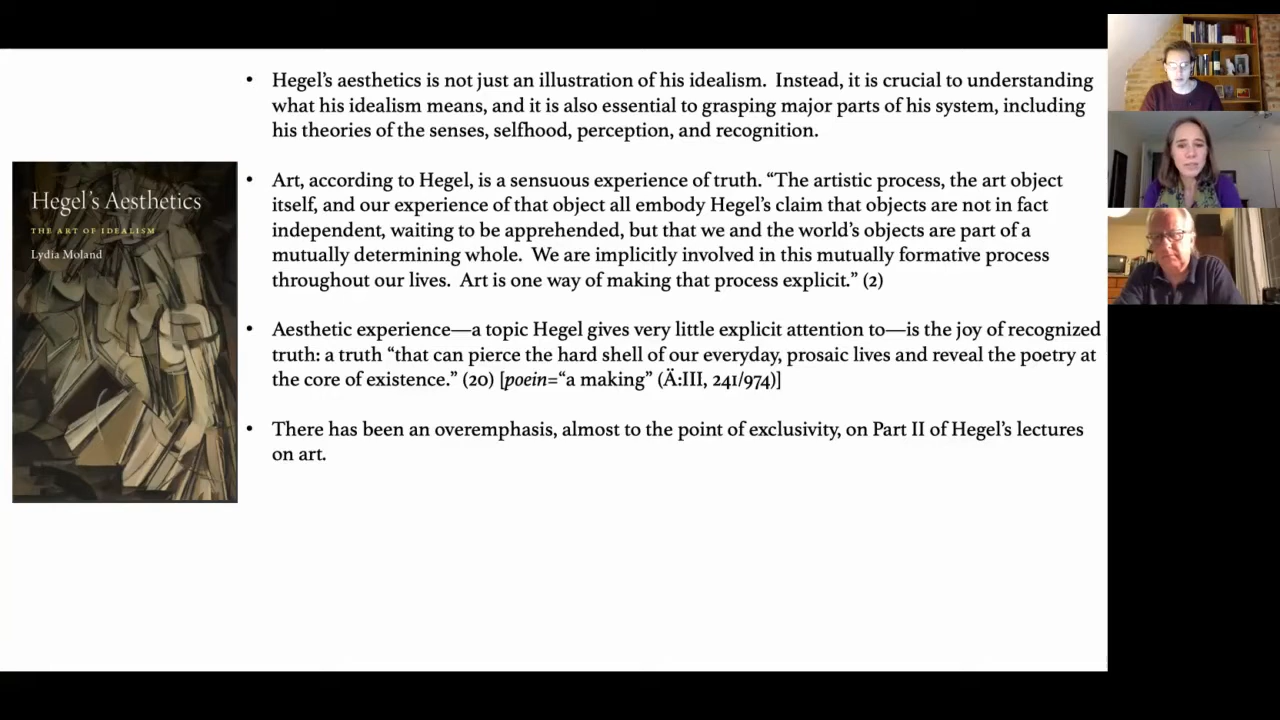 Hegel's Aesthetics
THE ART OF IDEALISM
Lydia Moland
• Hegel's aesthetics is not just an illustration of his idealism. Instead, it is crucial to understanding
what his idealism means, and it is also essential to grasping major parts of his system, including
his theories of the senses, selfhood, perception, and recognition.
• Art, according to Hegel, is a sensuous experience of truth. “The artistic process, the art object
itself, and our experience of that object all embody Hegel's claim that objects are not in fact
independent, waiting to be apprehended, but that we and the world's objects are part of a
mutually determining whole. We are implicitly involved in this mutually formative process
throughout our lives. Art is one way of making that process explicit.” (2)
• Aesthetic experience—a topic Hegel gives very little explicit attention to—is the joy of recognized
truth: a truth “that can pierce the hard shell of our everyday, prosaic lives and reveal the poetry at
the core of existence.” (20) [poein=“a making” (Ä:III, 241/974)]
• There has been an overemphasis, almost to the point of exclusivity, on Part II of Hegel's lectures
on art.